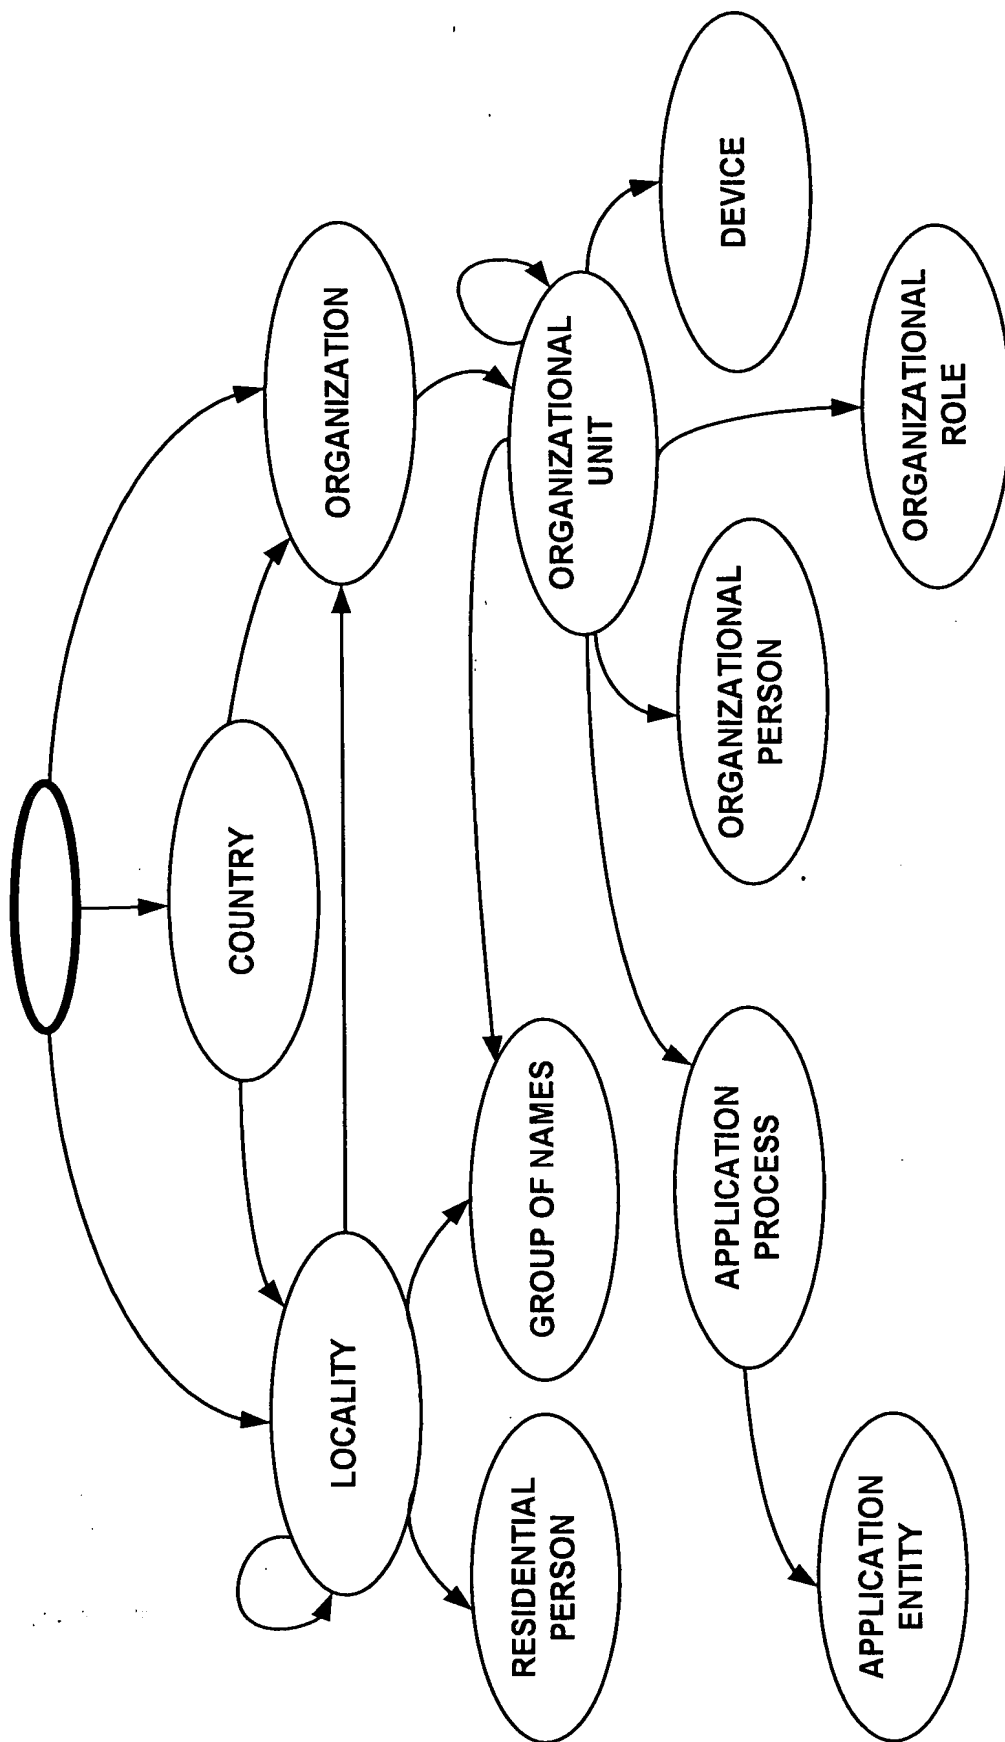 COUNTRY
LOCALITY
ORGANIZATION
RESIDENTIAL
PERSON
GROUP OF NAMES
ORGANIZATIONAL
UNIT
APPLICATION
ENTITY
APPLICATION
PROCESS
ORGANIZATIONAL
PERSON
DEVICE
ORGANIZATIONAL
ROLE